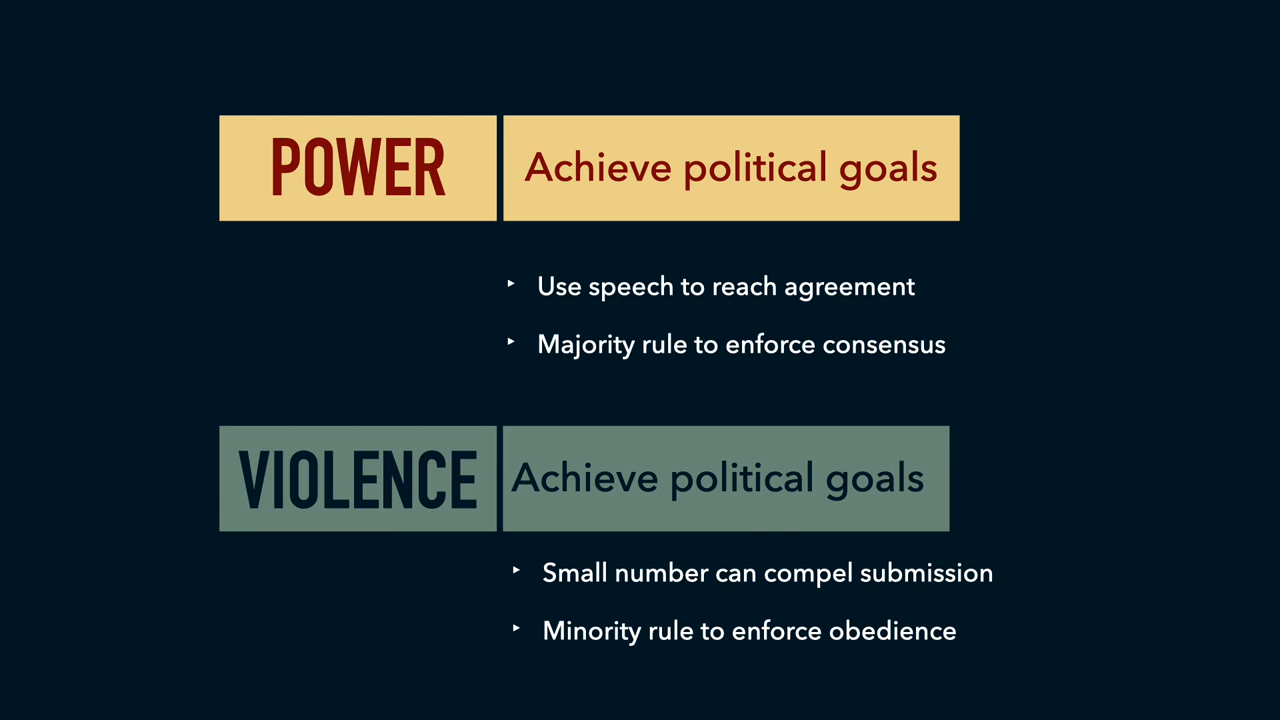 POWER
Achieve political goals
‣ Use speech to reach agreement
‣ Majority rule to enforce consensus
VIOLENCE
Achieve political goals
‣ Small number can compel submission
‣ Minority rule to enforce obedience